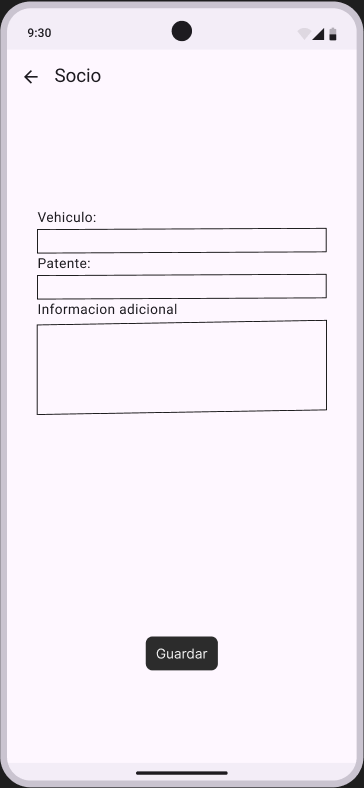 9:30
Socio
Vehiculo:
Patente:
Informacion adicional
Guardar